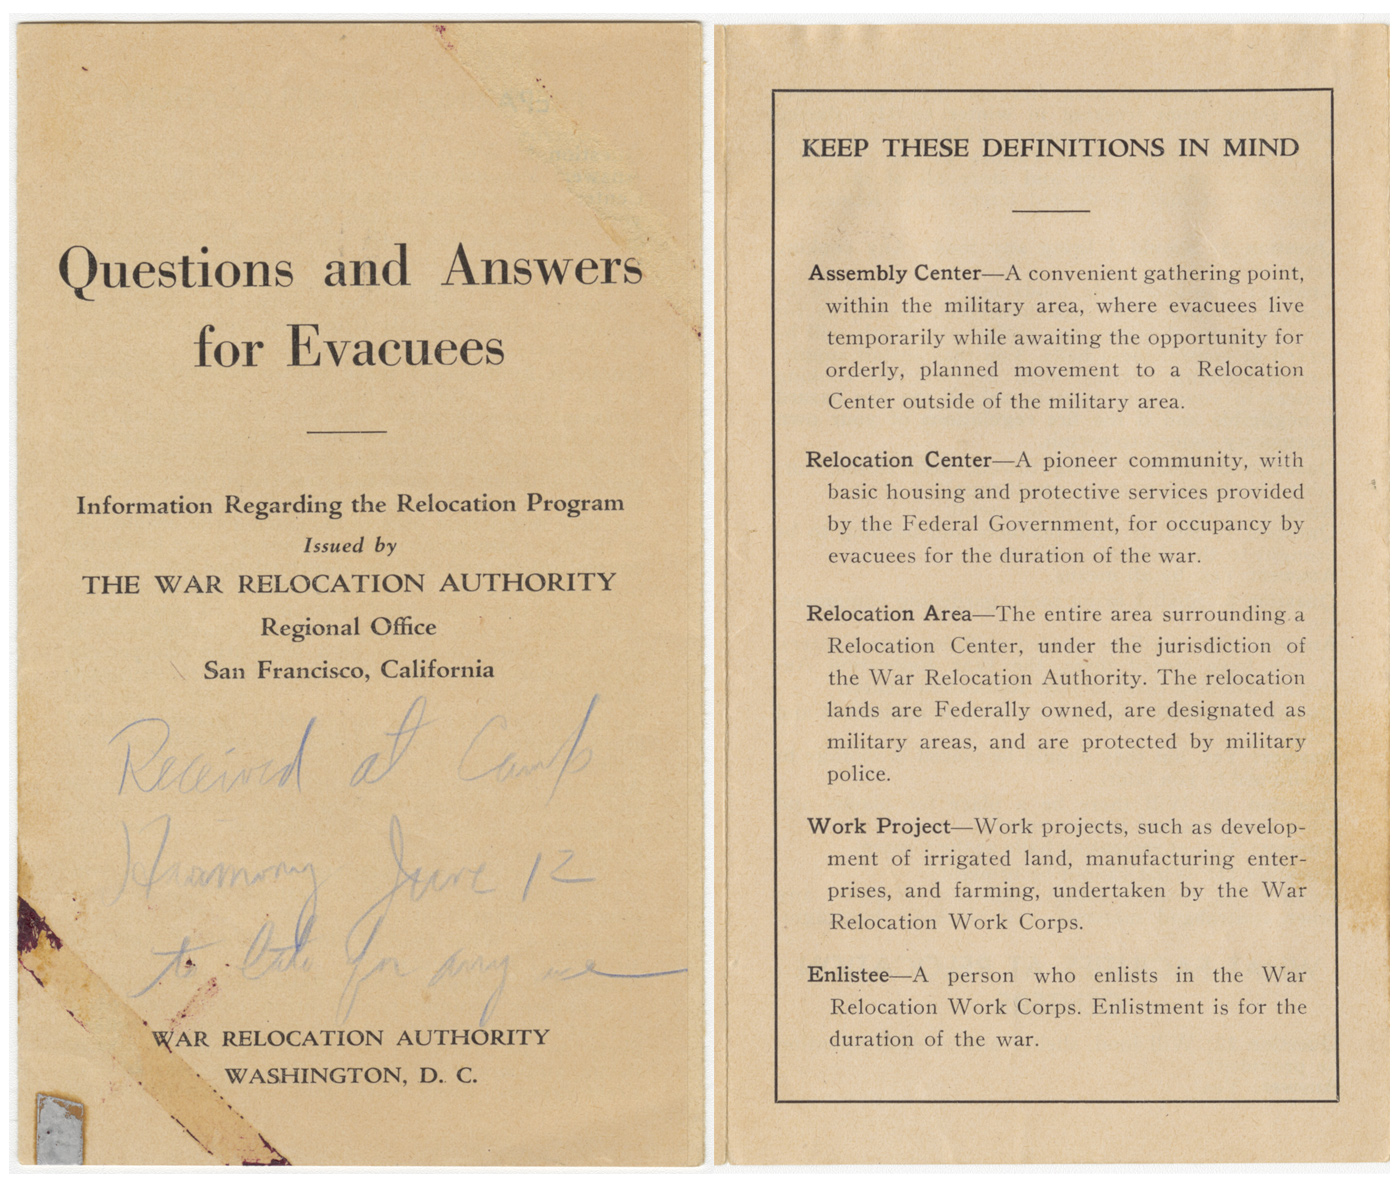 Questions and Answers
for Evacuees
Information Regarding the Relocation Program
Issued by
THE WAR RELOCATION AUTHORITY
Regional Office
San Francisco, California
Received at Camp
Harmony June 12
to late for any use
WAR RELOCATION AUTHORITY
WASHINGTON, D. C.
KEEP THESE DEFINITIONS IN MIND
Assembly Center—A convenient gathering point,
within the military area, where evacuees live
temporarily while awaiting the opportunity for
orderly, planned movement to a Relocation
Center outside of the military area.
Relocation Center—A pioneer community, with
basic housing and protective services provided
by the Federal Government, for occupancy by
evacuees for the duration of the war.
Relocation Area—The entire area surrounding a
Relocation Center, under the jurisdiction of
the War Relocation Authority. The relocation
lands are Federally owned, are designated as
military areas, and are protected by military
police.
Work Project—Work projects, such as develop-
ment of irrigated land, manufacturing enter-
prises, and farming, undertaken by the War
Relocation Work Corps.
Enlistee—A person who enlists in the War
Relocation Work Corps. Enlistment is for the
duration of the war.